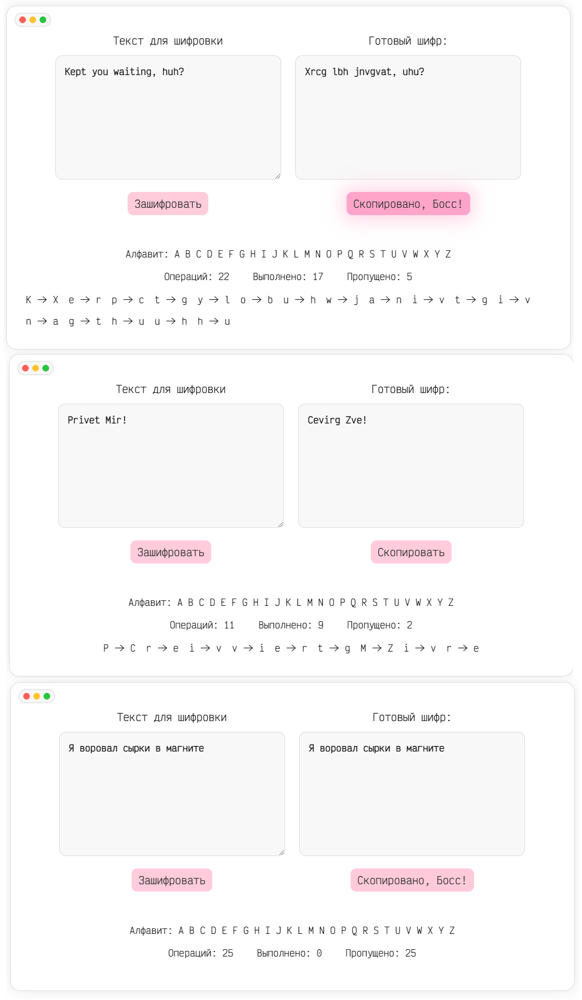 Текст для шифровки
Готовый шифр:
Kept you waiting, huh?
Xrcg lbh jnvgvat, uhu?
Зашифровать
Скопировано, Босс!
Алфавит: A B C D E F G H I J K L M N O P Q R S T U V W X Y Z
Операций: 22 Выполнено: 17 Пропущено: 5
K → X e → r p → c t → g y → l o → b u → h w → j a → n i → v t → g i → v
n → a g → t h → u u → h h → u
Текст для шифровки
Готовый шифр:
Privet Mir!
Cevirg Zve!
Зашифровать
Скопировать
Алфавит: A B C D E F G H I J K L M N O P Q R S T U V W X Y Z
Операций: 11 Выполнено: 9 Пропущено: 2
P → C r → e i → v v → i e → r t → g M → Z i → v r → e
Текст для шифровки
Готовый шифр:
Я воровал сырки в магните
Я воровал сырки в магните
Зашифровать
Скопировано, Босс!
Алфавит: A B C D E F G H I J K L M N O P Q R S T U V W X Y Z
Операций: 25 Выполнено: 0 Пропущено: 25